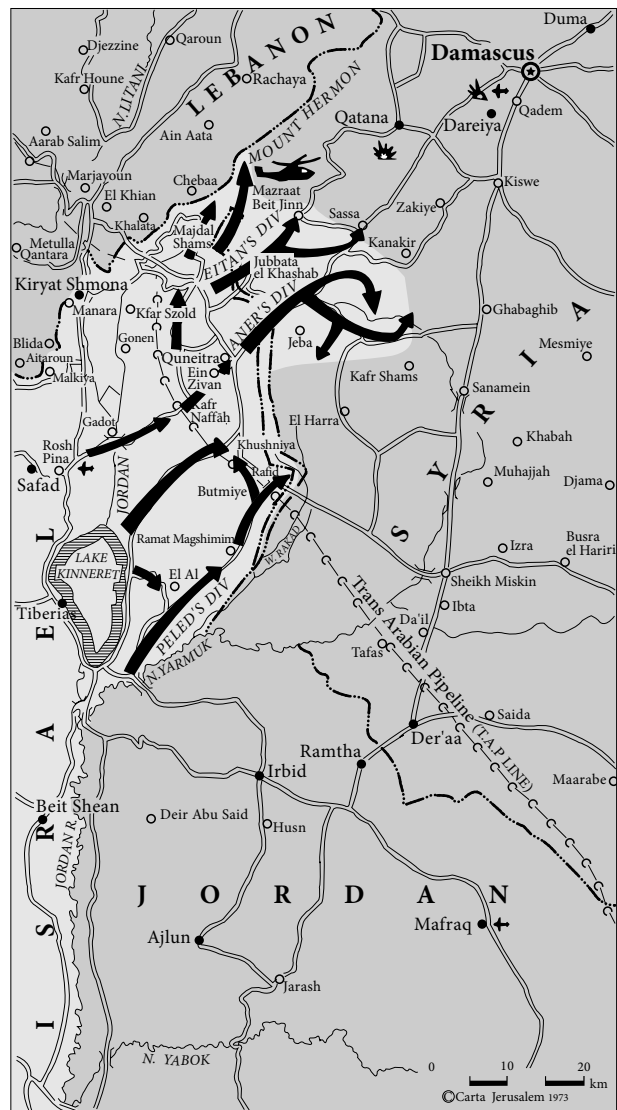 Duma
Qaroun
Djezzine
LEBANON
Damascus
Kafr Houne
N. LITANI
Rachaya
Qadem
Qatana
Dareiya
Aarab Salim
Ain Aata
MOUNT HERMON
Marjayoun
Chebaa
Kiswe
El Khian
Mazraat
Beit Jinn
Khalata
Majdal
Shams
Sassa
Zakiye
Metulla
Qantara
EITAN'S DIV
Kanakir
Jubbata
el Khashab
Kiryat Shmona
Manara
Kfar Szold
LANER'S DIV
Ghabaghib
Blida
Gonen
Jeba
Mesmiye
Aitaroun
Quneitra
Malkiya
Ein
Zivan
Kafr Shams
Sanamein
Kafr
Naffah
El Harra
Gadot
Khushniya
Khabah
Rosh
Pina
Rafid
Safad
JORDAN
Butmiye
Muhajjah
Djama
SYRIA
Ramat Magshimim
Izra
Busra
el Hariri
LAKE
KINNERET
W. RAKAD
El Al
Sheikh Miskin
Tiberias
PELED'S DIV
Trans Arabian Pipeline (T.A.P LINE)
Ibta
Da'il
N. YARMUK
Tafas
Saida
Der'aa
Ramtha
Irbid
Maarabe
Beit Shean
Deir Abu Said
Husn
JORDAN R.
ISRAEL
JORDAN
Ajlun
Mafraq
Jarash
N. YABOK
0 10 20
km
©Carta Jerusalem 1973